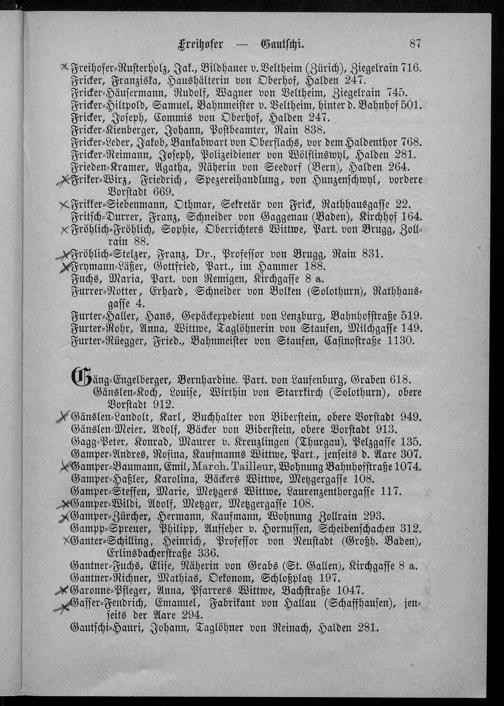 Freihofer — Gautschi. 87
Freihofer-Rusterholz, Jak., Bildhauer v. Veltheim (Zürich), Ziegelrain 716.
Fricker, Franziska, Haushälterin von Oberhof, Halden 247.
Fricker-Häufermann, Rudolf, Wagner von Veltheim, Ziegelrain 745.
Fricker-Hiltpold, Samuel, Bahnmeister v. Veltheim, hinter d. Bahnhof 501.
Fricker, Joseph, Commis von Oberhof, Halden 247.
Fricker-Kienberger, Johann, Postbeamter, Rain 838.
Fricker-Leder, Jakob, Bankabwart von Oberflachs, vor dem Haldenthor 768.
Fricker-Reimann, Joseph, Polizeidiener von Wölflinswyl, Halden 281.
Frieden-Kramer, Agatha, Näherin von Seedorf (Bern), Halden 264.
Friker-Wirz, Friedrich, Spezereihandlung, von Hunzenschwyl, vordere
Vorstadt 669.
Frikker-Siebenmann, Othmar, Sekretär von Frick, Rathhausgasse 22.
Fritsch-Durrer, Franz, Schneider von Gaggenau (Baden), Kirchhof 164.
Fröhlich-Fröhlich, Sophie, Oberrichters Wittwe, Part. von Brugg, Zoll-
rain 88.
Fröhlich-Stelzer, Franz, Dr., Professor von Brugg, Rain 831.
Frymann-Läßer, Gottfried, Part., im Hammer 188.
Fuchs, Maria, Part. von Remigen, Kirchgasse 8 a.
Furrer-Notter, Erhard, Schneider von Bolken (Solothurn), Rathhaus-
gasse 4.
Furter-Haller, Hans, Gepäckexpedient von Lenzburg, Bahnhofstraße 519.
Furter-Rohr, Anna, Wittwe, Taglöhnerin von Staufen, Milchgasse 149.
Furter-Rüegger, Fried., Bahnmeister von Staufen, Casinostraße 1130.
Gäng-Engelberger, Bernhardine, Part. von Laufenburg, Graben 618.
Gänslen-Koch, Louise, Wirthin von Starrkirch (Solothurn), obere
Vorstadt 912.
Gänslen-Landolt, Karl, Buchhalter von Biberstein, obere Vorstadt 949.
Gänslen-Meier, Adolf, Bäcker von Biberstein, obere Vorstadt 913.
Gagg-Peter, Konrad, Maurer v. Kreuzlingen (Thurgau), Pelzgasse 135.
Gamper-Andres, Rosina, Kaufmanns Wittwe, Part., jenseits d. Aare 307.
Gamper-Baumann, Emil, March. Tailleur, Wohnung Bahnhofstraße 1074.
Gamper-Haßler, Karolina, Bäckers Wittwe, Metzgergasse 108.
Gamper-Steffen, Marie, Metzgers Wittwe, Laurenzenthorgasse 117.
Gamper-Wildi, Adolf, Metzger, Metzgergasse 108.
Gamper-Zürcher, Hermann, Kaufmann, Wohnung Zollrain 293.
Gampp-Spreuer, Philipp, Aufseher v. Hornussen, Scheibenschachen 312.
Ganter-Schilling, Heinrich, Professor von Neustadt (Großh. Baden),
Erlinsbacherstraße 336.
Gantner-Fuchs, Elise, Näherin von Grabs (St. Gallen), Kirchgasse 8 a.
Gantner-Richner, Mathias, Oekonom, Schloßplatz 197.
Garonne-Pfleger, Anna, Pfarrers Wittwe, Bachstraße 1047.
Gasser-Fendrich, Emanuel, Fabrikant von Hallau (Schaffhausen), jen-
seits der Aare 294.
Gautschi-Hauri, Johann, Taglöhner von Reinach, Halden 281.